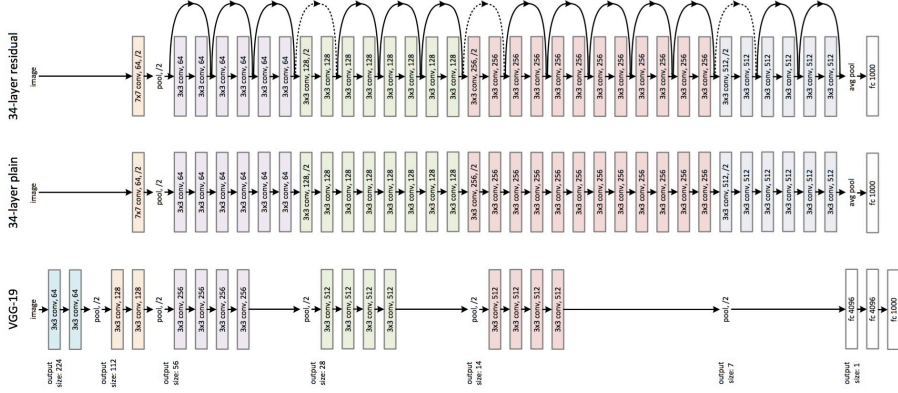 output
size: 224
output
size: 112
output
size: 56
output
size: 28
output
size: 14
output
size: 7
output
size: 1
VGG-19
image
3x3 conv, 64
3x3 conv, 64
pool, /2
3x3 conv, 128
3x3 conv, 128
pool, /2
3x3 conv, 256
3x3 conv, 256
3x3 conv, 256
3x3 conv, 256
pool, /2
3x3 conv, 512
3x3 conv, 512
3x3 conv, 512
3x3 conv, 512
pool, /2
3x3 conv, 512
3x3 conv, 512
3x3 conv, 512
3x3 conv, 512
pool, /2
fc 4096
fc 4096
fc 1000
34-layer plain
image
7x7 conv, 64, /2
pool, /2
3x3 conv, 64
3x3 conv, 64
3x3 conv, 64
3x3 conv, 64
3x3 conv, 64
3x3 conv, 64
3x3 conv, 128, /2
3x3 conv, 128
3x3 conv, 128
3x3 conv, 128
3x3 conv, 128
3x3 conv, 128
3x3 conv, 128
3x3 conv, 128
3x3 conv, 256, /2
3x3 conv, 256
3x3 conv, 256
3x3 conv, 256
3x3 conv, 256
3x3 conv, 256
3x3 conv, 256
3x3 conv, 256
3x3 conv, 256
3x3 conv, 256
3x3 conv, 256
3x3 conv, 256
3x3 conv, 512, /2
3x3 conv, 512
3x3 conv, 512
3x3 conv, 512
3x3 conv, 512
3x3 conv, 512
avg pool
fc 1000
34-layer residual
image
7x7 conv, 64, /2
pool, /2
3x3 conv, 64
3x3 conv, 64
3x3 conv, 64
3x3 conv, 64
3x3 conv, 64
3x3 conv, 64
3x3 conv, 128, /2
3x3 conv, 128
3x3 conv, 128
3x3 conv, 128
3x3 conv, 128
3x3 conv, 128
3x3 conv, 128
3x3 conv, 128
3x3 conv, 256, /2
3x3 conv, 256
3x3 conv, 256
3x3 conv, 256
3x3 conv, 256
3x3 conv, 256
3x3 conv, 256
3x3 conv, 256
3x3 conv, 256
3x3 conv, 256
3x3 conv, 256
3x3 conv, 256
3x3 conv, 512, /2
3x3 conv, 512
3x3 conv, 512
3x3 conv, 512
3x3 conv, 512
3x3 conv, 512
avg pool
fc 1000